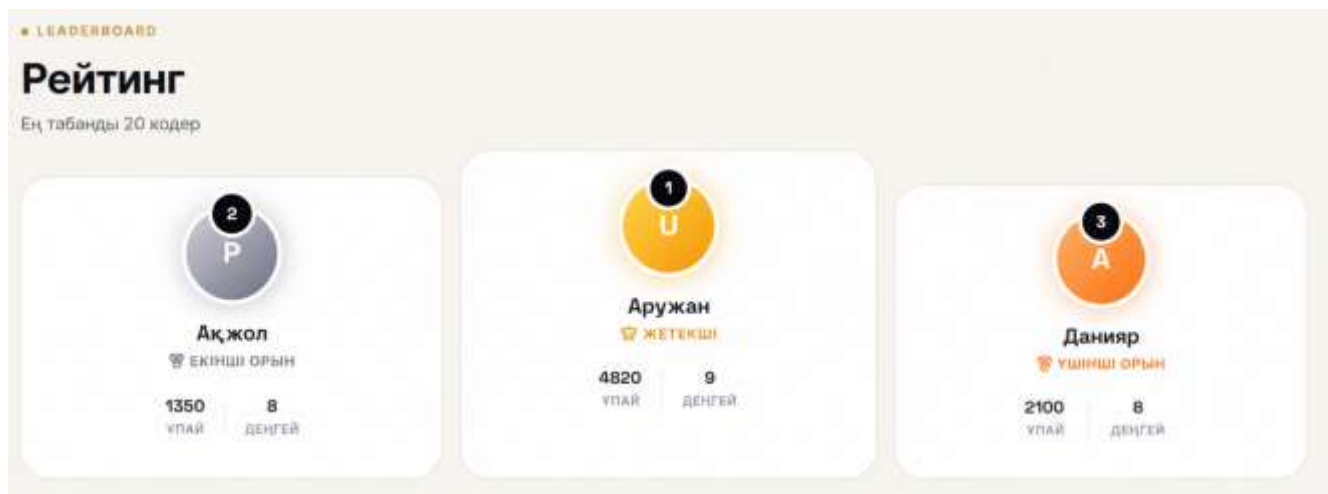 LEADERBOARD
Рейтинг
Ең табанды 20 кодер
2
P
Ақжол
ЕКІНШІ ОРЫН
1350 8
ҰПАЙ ДЕҢГЕЙ
1
U
Аружан
ЖЕТЕКШІ
4820 9
ҰПАЙ ДЕҢГЕЙ
3
A
Данияр
ҮШІНШІ ОРЫН
2100 8
ҰПАЙ ДЕҢГЕЙ